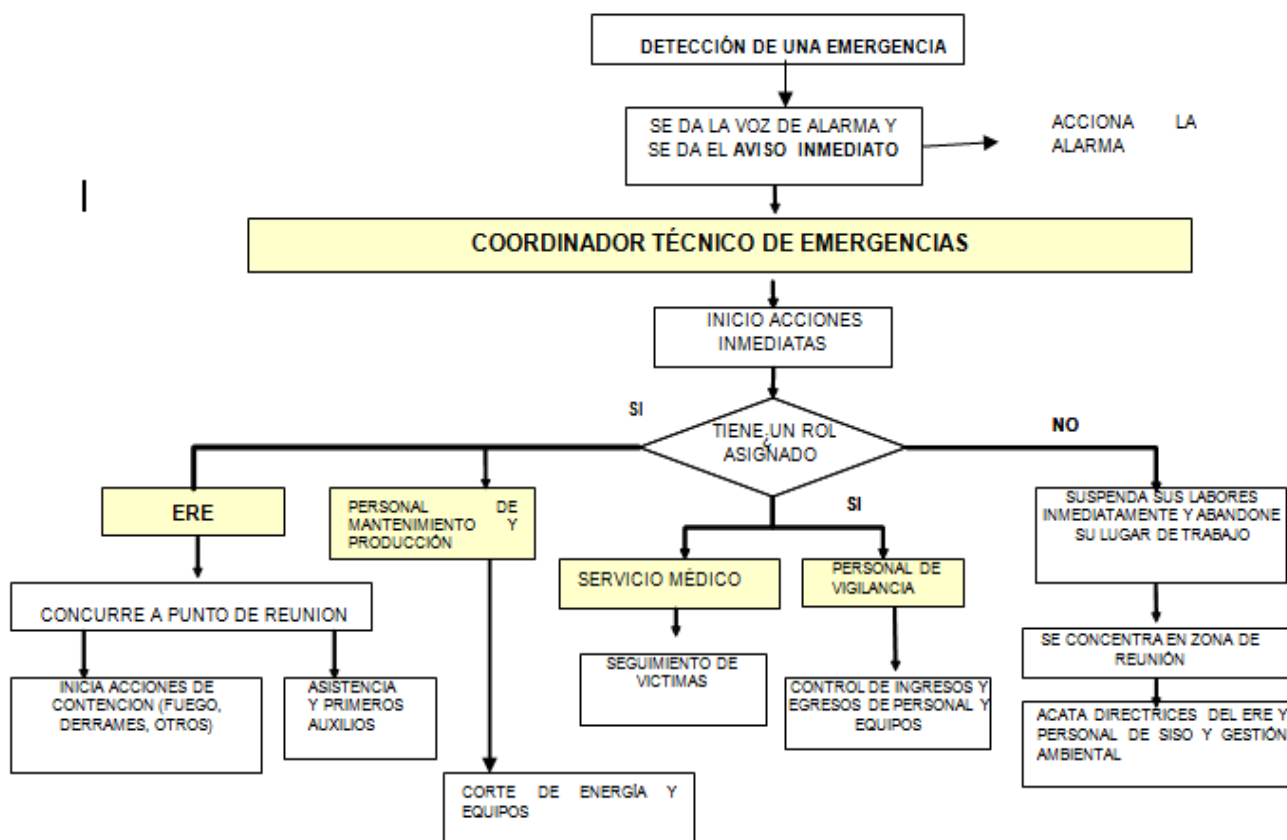 DETECCIÓN DE UNA EMERGENCIA
SE DA LA VOZ DE ALARMA Y
SE DA EL AVISO INMEDIATO
ACCIONA LA
ALARMA
COORDINADOR TÉCNICO DE EMERGENCIAS
INICIO ACCIONES
INMEDIATAS
SI
TIENE UN ROL
¿
ASIGNADO
NO
ERE
PERSONAL DE
MANTENIMIENTO Y
PRODUCCIÓN
SI
SUSPENDA SUS LABORES
INMEDIATAMENTE Y ABANDONE
SU LUGAR DE TRABAJO
SERVICIO MÉDICO
PERSONAL DE
VIGILANCIA
CONCURRE A PUNTO DE REUNION
SE CONCENTRA EN ZONA DE
REUNIÓN
INICIA ACCIONES DE
CONTENCION (FUEGO,
DERRAMES, OTROS)
ASISTENCIA
Y PRIMEROS
AUXILIOS
SEGUIMIENTO DE
VICTIMAS
CONTROL DE INGRESOS Y
EGRESOS DE PERSONAL Y
EQUIPOS
ACATA DIRECTRICES DEL ERE Y
PERSONAL DE SISO Y GESTIÓN
AMBIENTAL
CORTE DE ENERGÍA Y
EQUIPOS